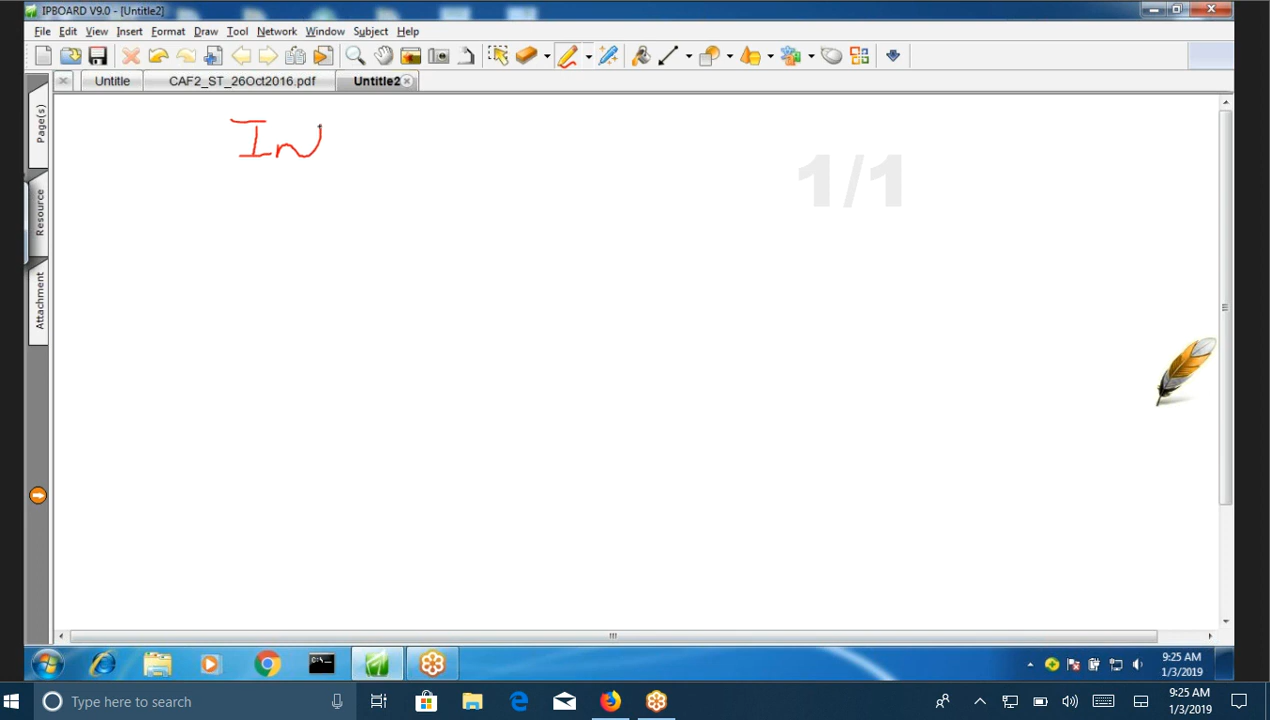 IPBOARD V9.0 - [Untitle2]
File Edit View Insert Format Draw Tool Network Window Subject Help
Untitle CAF2_ST_26Oct2016.pdf Untitle2
Page(s)
Resource
Attachment
IN
1/1
9:25 AM
1/3/2019
Type here to search
9:25 AM
1/3/2019